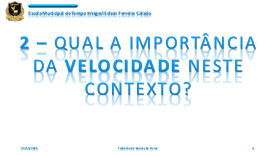 Escola Municipal de Tempo Integral Edson Ferreira Calado
2 – QUAL A IMPORTÂNCIA
DA VELOCIDADE NESTE
CONTEXTO?